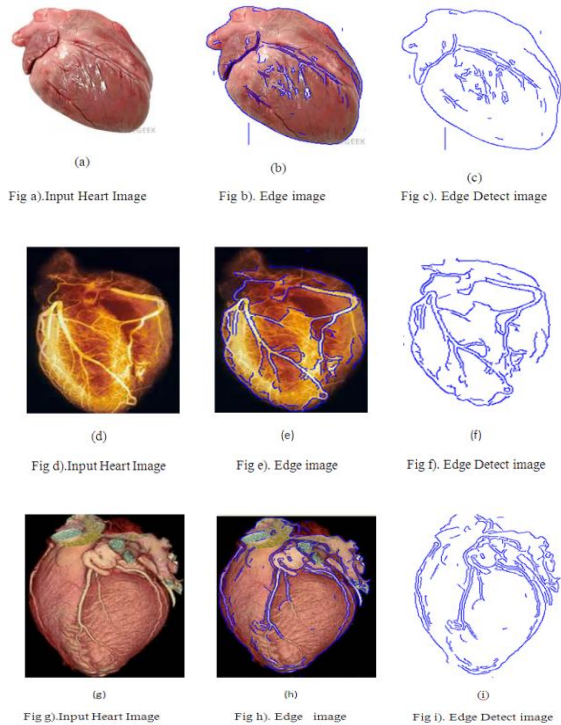 (a)
(b)
(c)
Fig a).Input Heart Image
Fig b). Edge image
Fig c). Edge Detect image
(d)
(e)
(f)
Fig d).Input Heart Image
Fig e). Edge image
Fig f). Edge Detect image
(g)
(h)
(i)
Fig g).Input Heart Image
Fig h). Edge image
Fig i). Edge Detect image